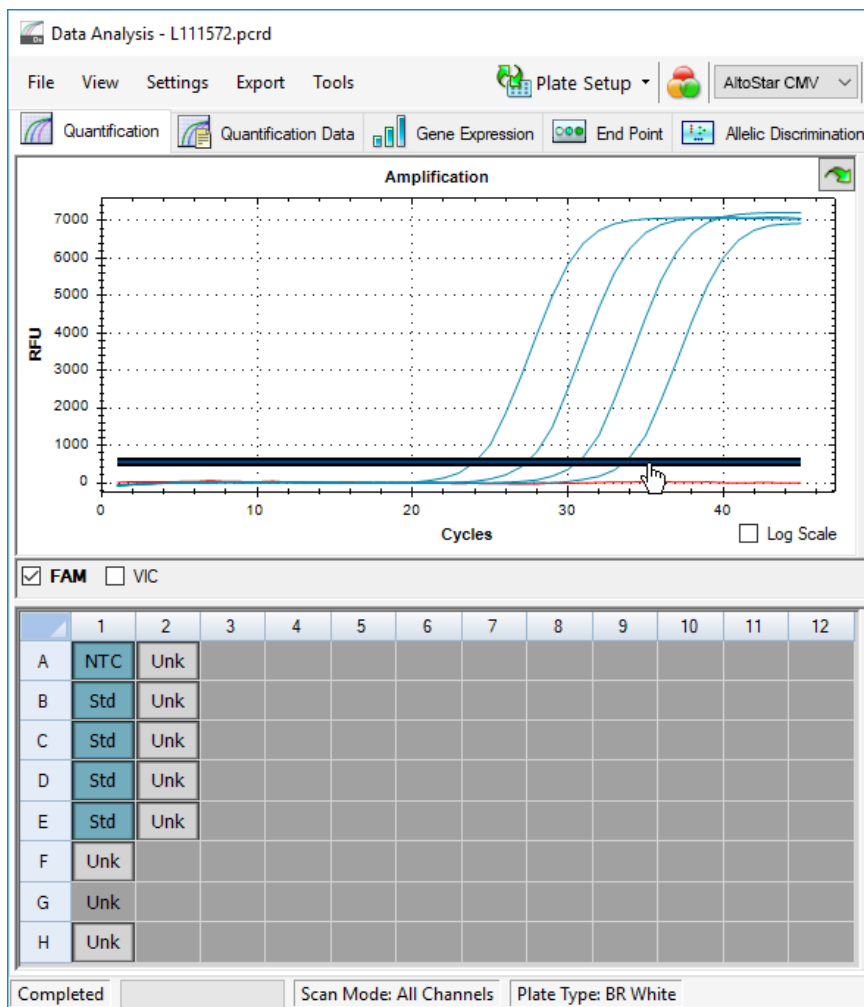 Data Analysis - L111572.pcrd
File View Settings Export Tools Plate Setup AltoStar CMV
Quantification Quantification Data Gene Expression End Point Allelic Discrimination
Amplification
7000
6000
5000
4000
3000
2000
1000
0
RFU
0 10 20 30 40
Cycles
Log Scale
FAM VIC
1 2 3 4 5 6 7 8 9 10 11 12
A NTC Unk
B Std Unk
C Std Unk
D Std Unk
E Std Unk
F Unk
G Unk
H Unk
Completed Scan Mode: All Channels Plate Type: BR White